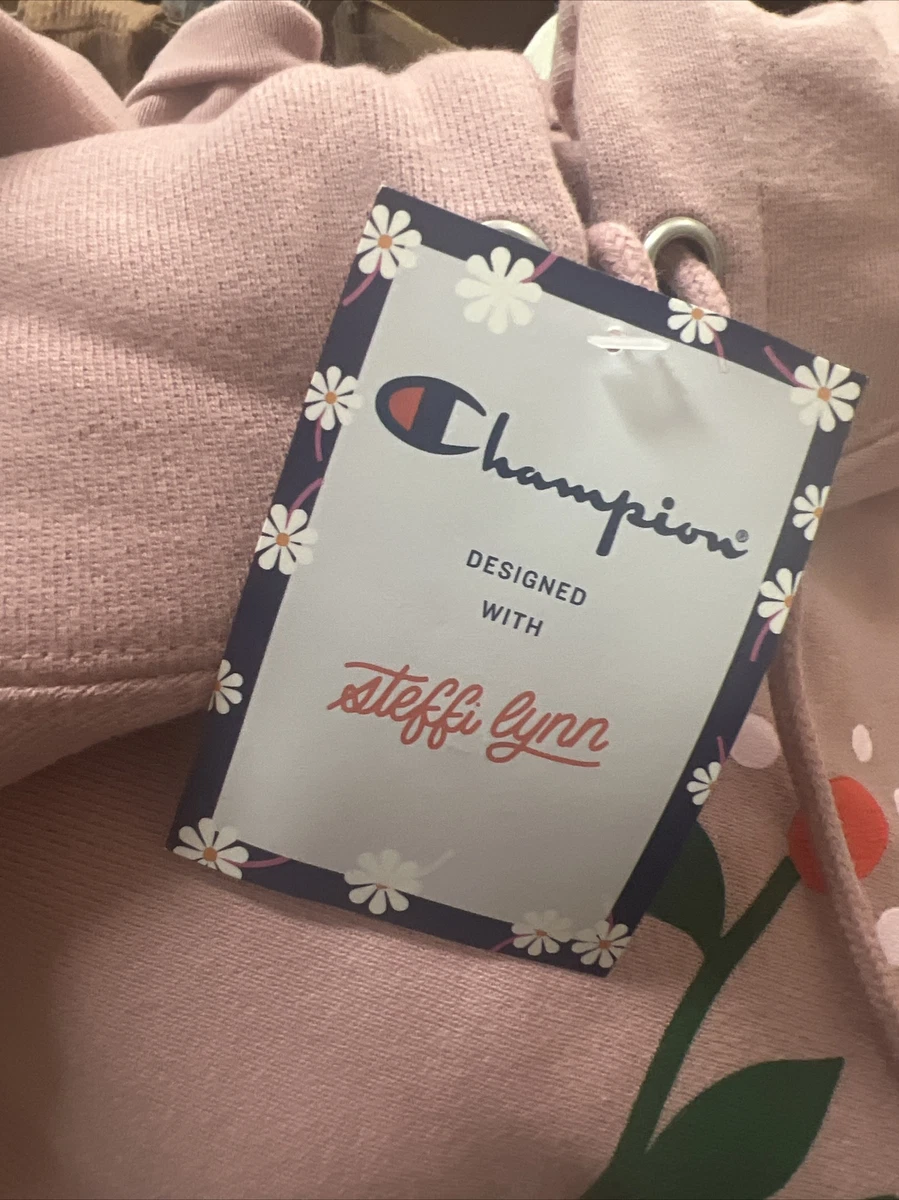 Champion®
DESIGNED
WITH
steffi lynn